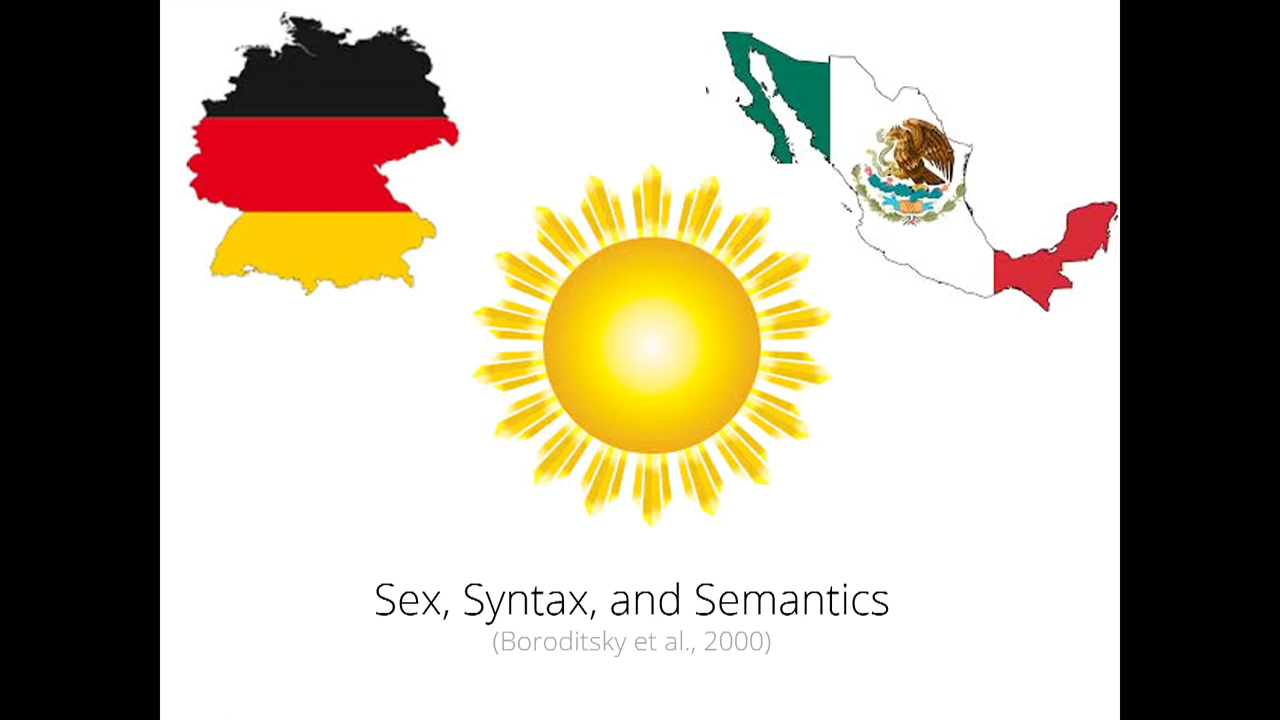 Sex, Syntax, and Semantics
(Boroditsky et al., 2000)